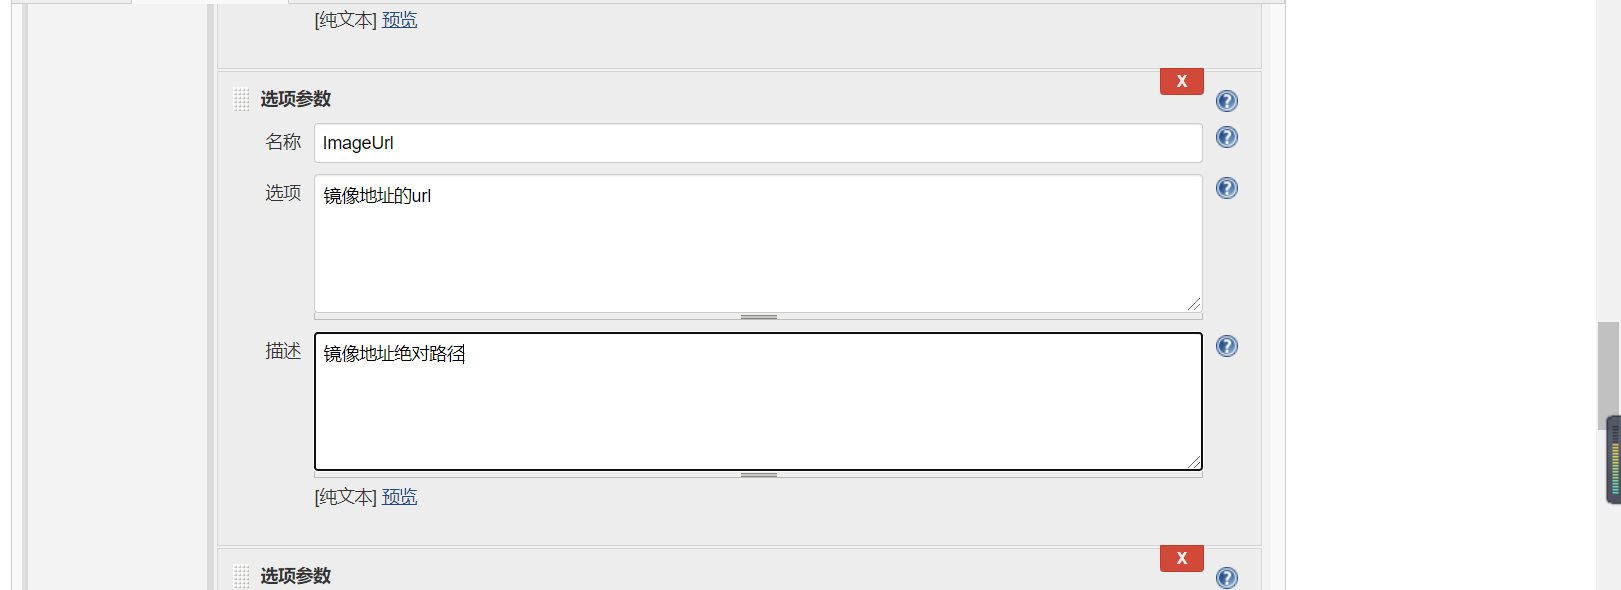 [纯文本] 预览
X
选项参数
名称 ImageUrl
选项 镜像地址的url
描述 镜像地址绝对路径
[纯文本] 预览
X
选项参数